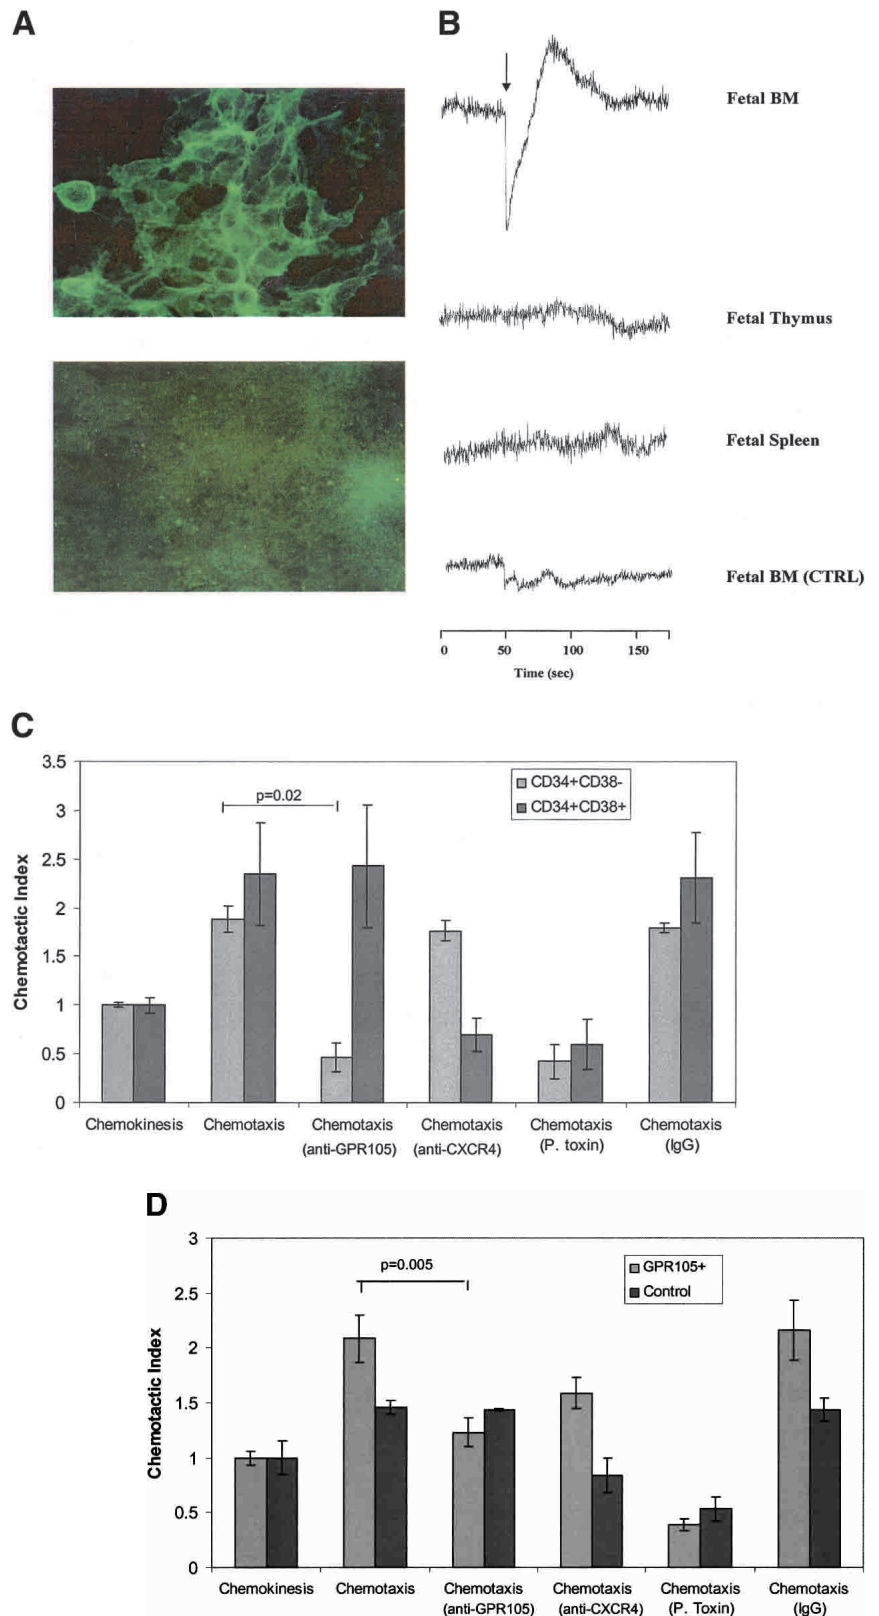 A
B
Fetal BM
Fetal Thymus
Fetal Spleen
Fetal BM (CTRL)
0 50 100 150
Time (sec)
C
3.5
3
2.5
2
1.5
1
0.5
0
Chemotactic Index
p=0.02
CD34+CD38-
CD34+CD38+
Chemokinesis Chemotaxis Chemotaxis Chemotaxis Chemotaxis Chemotaxis
(anti-GPR105) (anti-CXCR4) (P. toxin) (IgG)
D
3
2.5
2
1.5
1
0.5
0
Chemotactic Index
p=0.005
GPR105+
Control
Chemokinesis Chemotaxis Chemotaxis Chemotaxis Chemotaxis Chemotaxis
(anti-GPR105) (anti-CXCR4) (P. Toxin) (IgG)